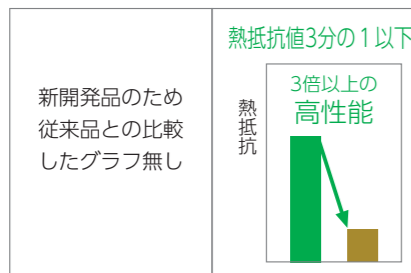 新開発品のため
従来品との比較
したグラフ無し
熱抵抗値3分の1以下
3倍以上の
高性能
熱抵抗